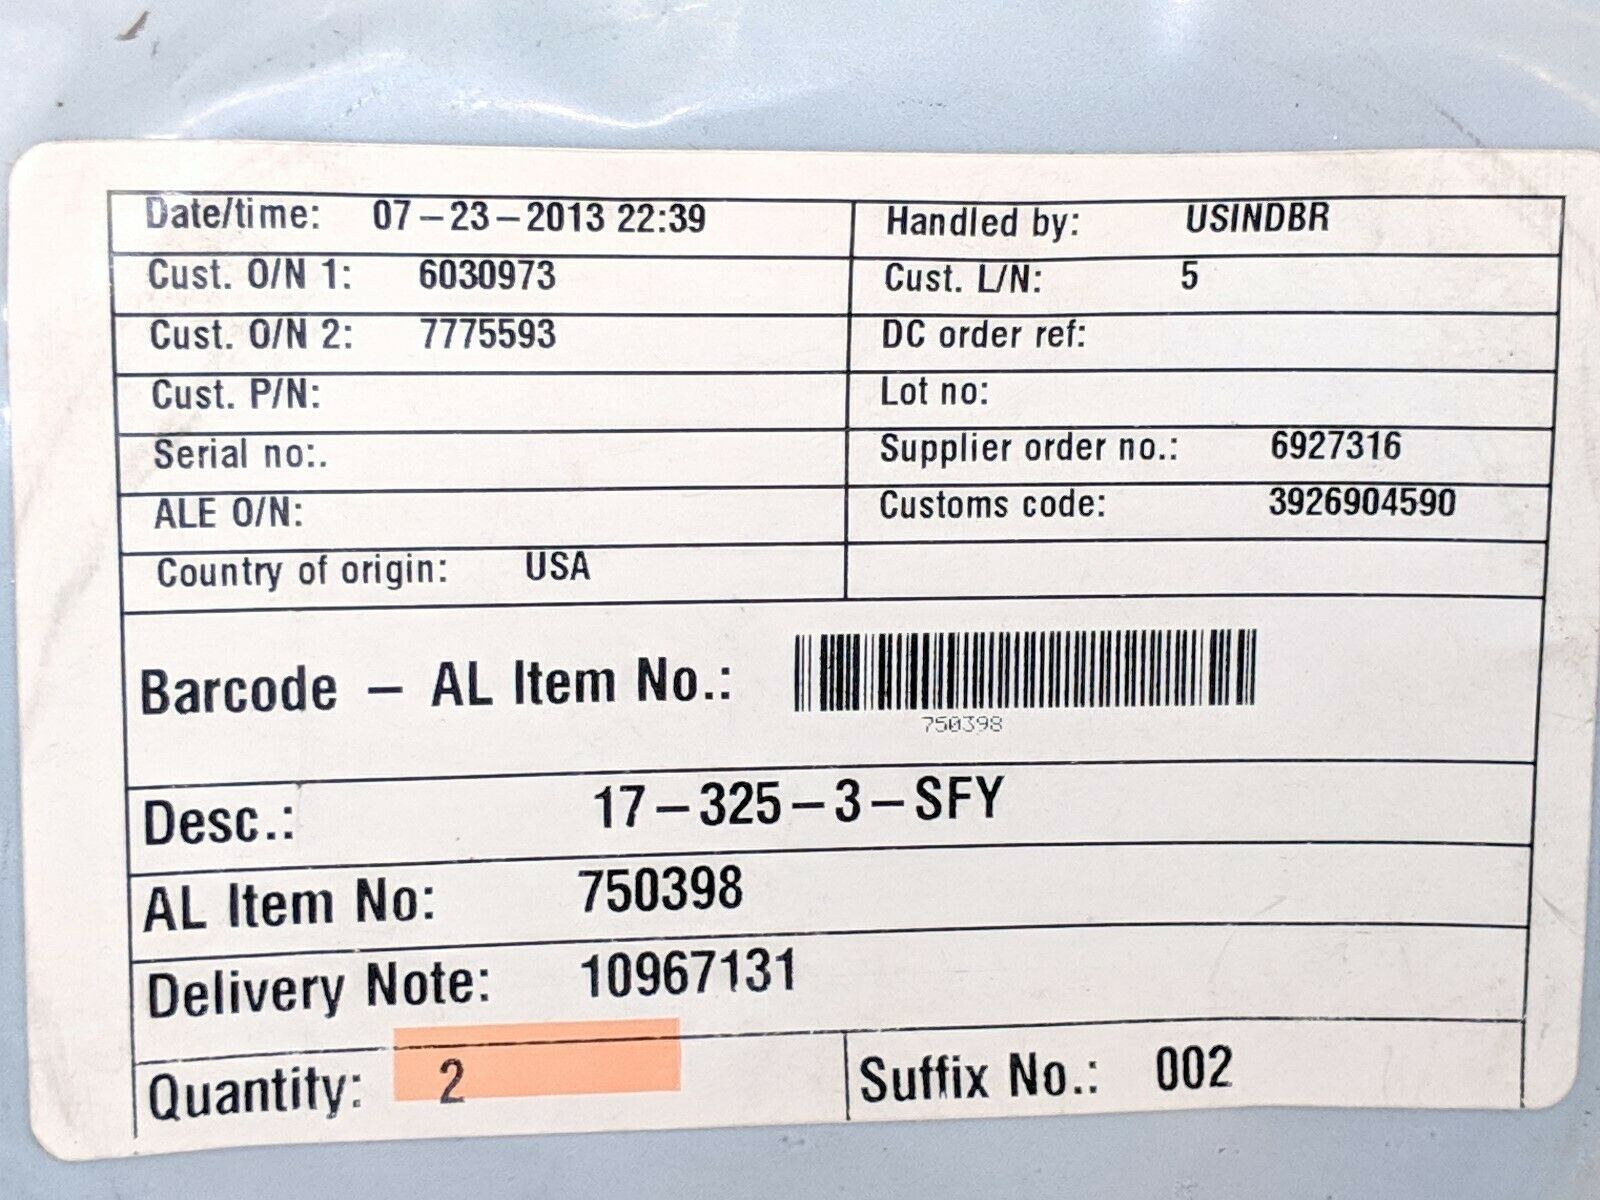 Date/time: 07-23-2013 22:39 Handled by: USINDBR
Cust. O/N 1: 6030973 Cust. L/N: 5
Cust. O/N 2: 7775593 DC order ref:
Cust. P/N: Lot no:
Serial no:. Supplier order no.: 6927316
ALE O/N: Customs code: 3926904590
Country of origin: USA
Barcode - AL Item No.:
750398
Desc.: 17-325-3-SFY
AL Item No: 750398
Delivery Note: 10967131
Quantity: 2 Suffix No.: 002